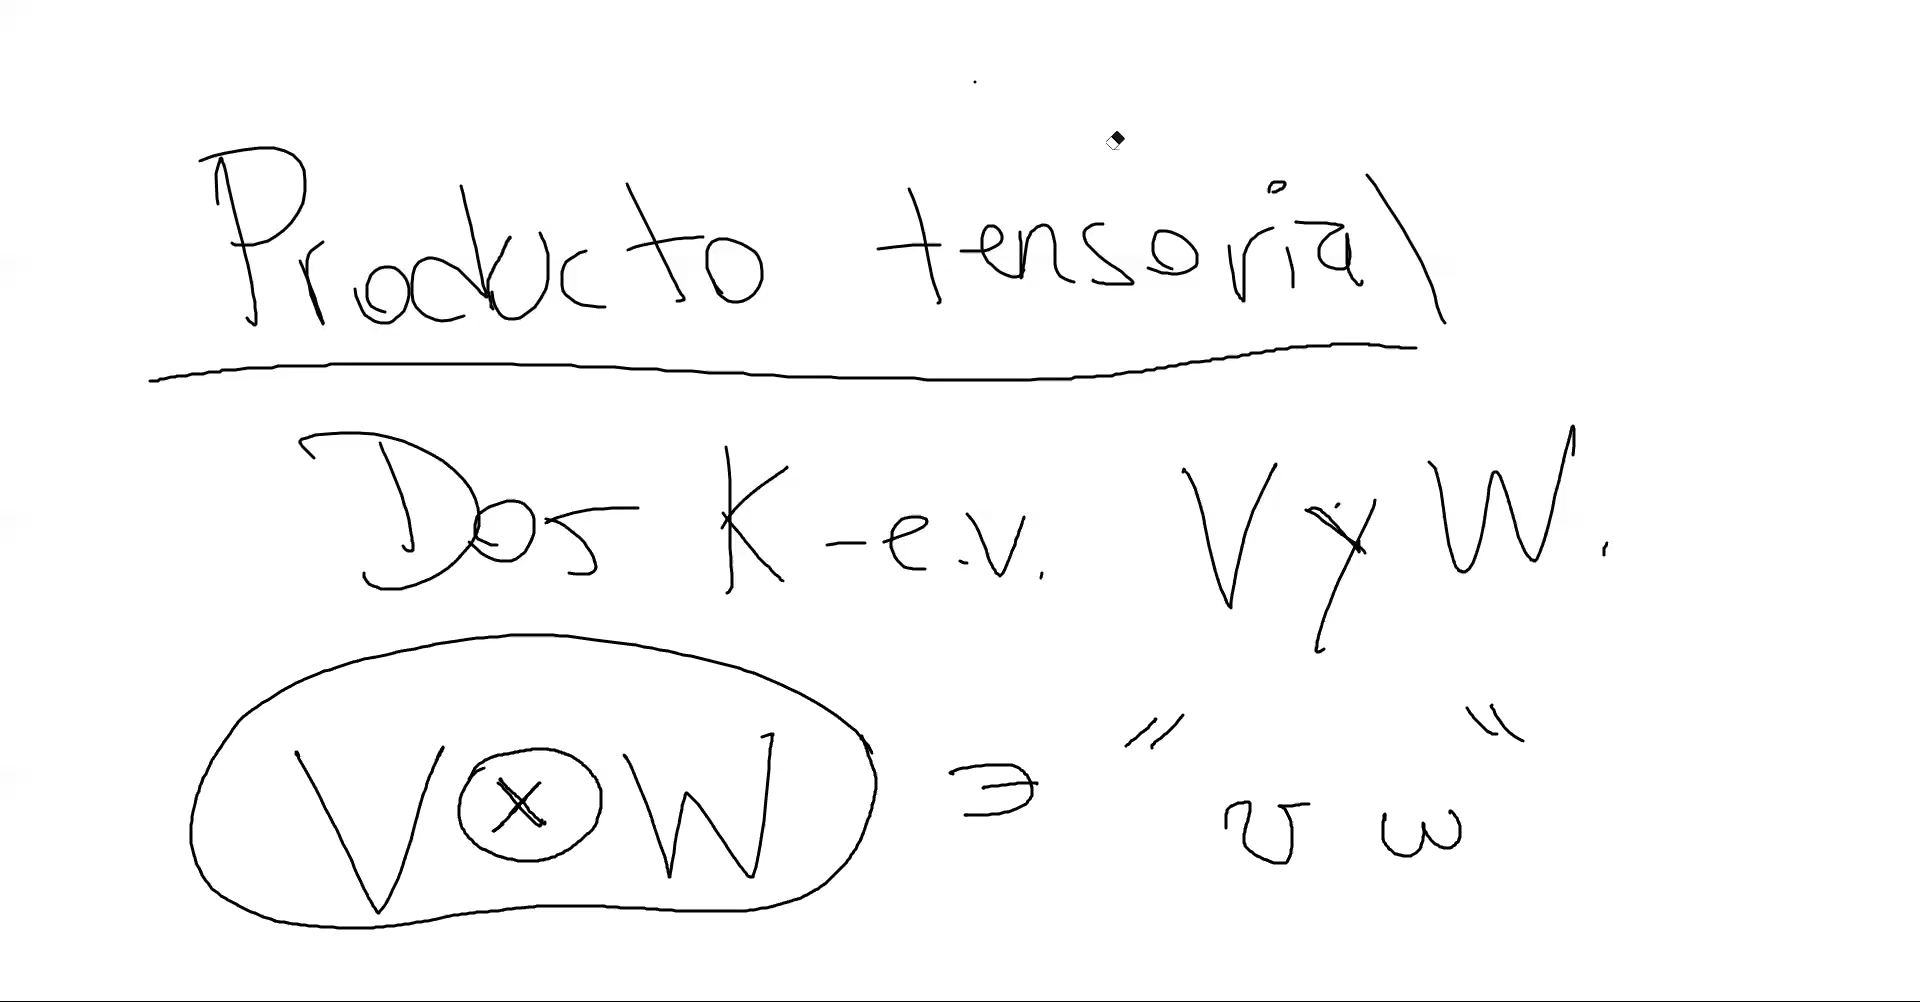 Producto tensorial
Dos K-e.v. V y W.
V ⊗ W ∋ "v w"